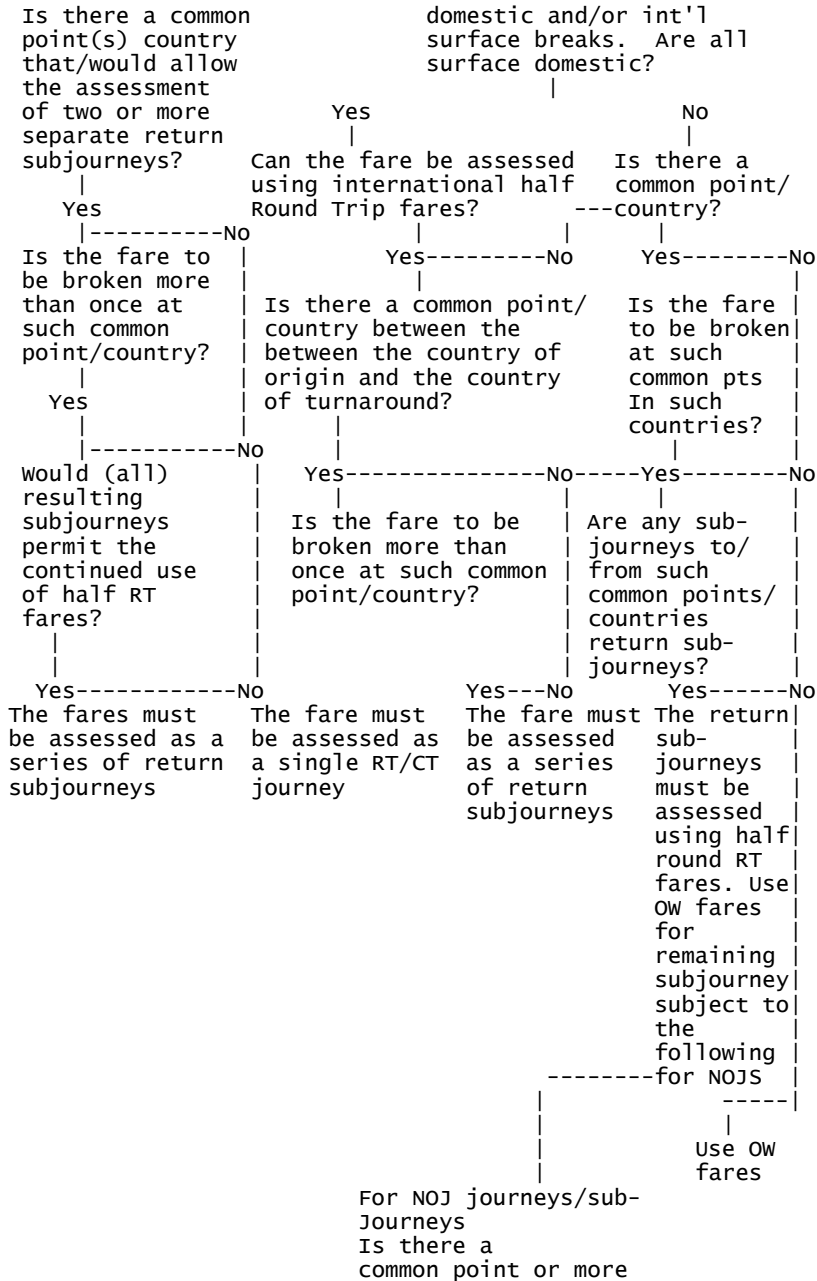 Is there a common domestic and/or int'l
point(s) country surface breaks. Are all
that/would allow surface domestic?
the assessment |
of two or more Yes No
separate return | |
subjourneys? Can the fare be assessed Is there a
| using international half common point/
Yes Round Trip fares? ---country?
|----------No | | |
Is the fare to | Yes---------No Yes--------No
be broken more | | |
than once at | Is there a common point/ Is the fare |
such common | country between the to be broken|
point/country? | between the country of at such |
| | origin and the country common pts |
Yes | of turnaround? In such |
| | | countries? |
|-----------No | | |
Would (all) | Yes---------------No-----Yes--------No
resulting | | | | |
subjourneys | Is the fare to be | Are any sub- |
permit the | broken more than | journeys to/ |
continued use | once at such common | from such |
of half RT | point/country? | common points/ |
fares? | | countries |
| | | return sub- |
| | | journeys? |
Yes------------No Yes---No Yes------No
The fares must The fare must The fare must The return|
be assessed as a be assessed as be assessed sub- |
series of return a single RT/CT as a series journeys |
subjourneys journey of return must be |
subjourneys assessed |
using half|
round RT |
fares. Use|
OW fares |
for |
remaining |
subjourney|
subject to|
the |
following |
--------for NOJS |
| -----|
| |
| Use OW
| fares
For NOJ journeys/sub-
Journeys
Is there a
common point or more